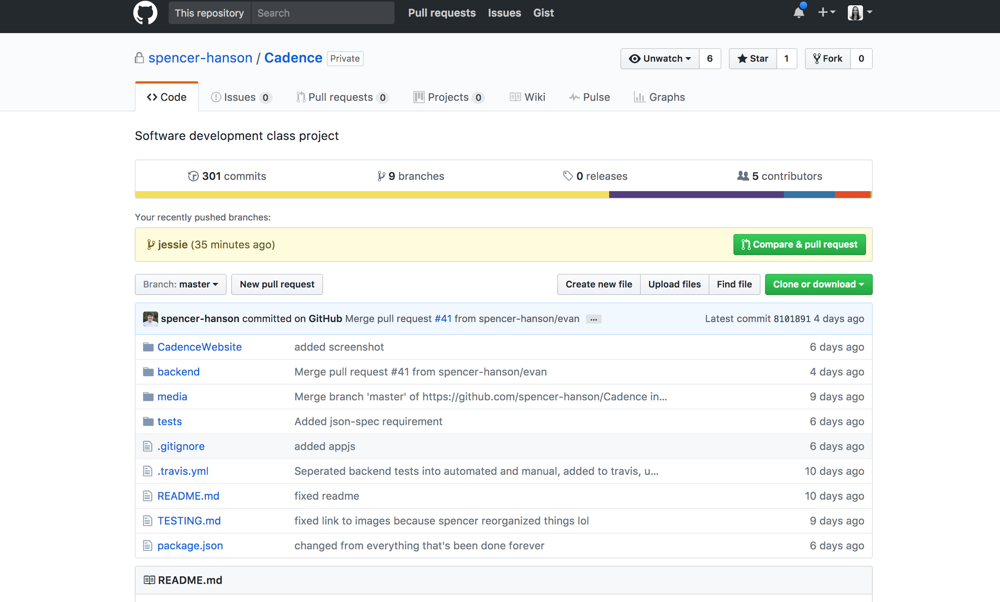 This repository Search Pull requests Issues Gist
spencer-hanson / Cadence Private Unwatch 6 Star 1 Fork 0
Code Issues 0 Pull requests 0 Projects 0 Wiki Pulse Graphs
Software development class project
301 commits 9 branches 0 releases 5 contributors
Your recently pushed branches:
jessie (35 minutes ago) Compare & pull request
Branch: master New pull request Create new file Upload files Find file Clone or download
spencer-hanson committed on GitHub Merge pull request #41 from spencer-hanson/evan ... Latest commit 8101891 4 days ago
CadenceWebsite added screenshot 6 days ago
backend Merge pull request #41 from spencer-hanson/evan 4 days ago
media Merge branch 'master' of https://github.com/spencer-hanson/Cadence in... 9 days ago
tests Added json-spec requirement 6 days ago
.gitignore added appjs 6 days ago
.travis.yml Seperated backend tests into automated and manual, added to travis, u... 10 days ago
README.md fixed readme 10 days ago
TESTING.md fixed link to images because spencer reorganized things lol 9 days ago
package.json changed from everything that's been done forever 6 days ago
README.md